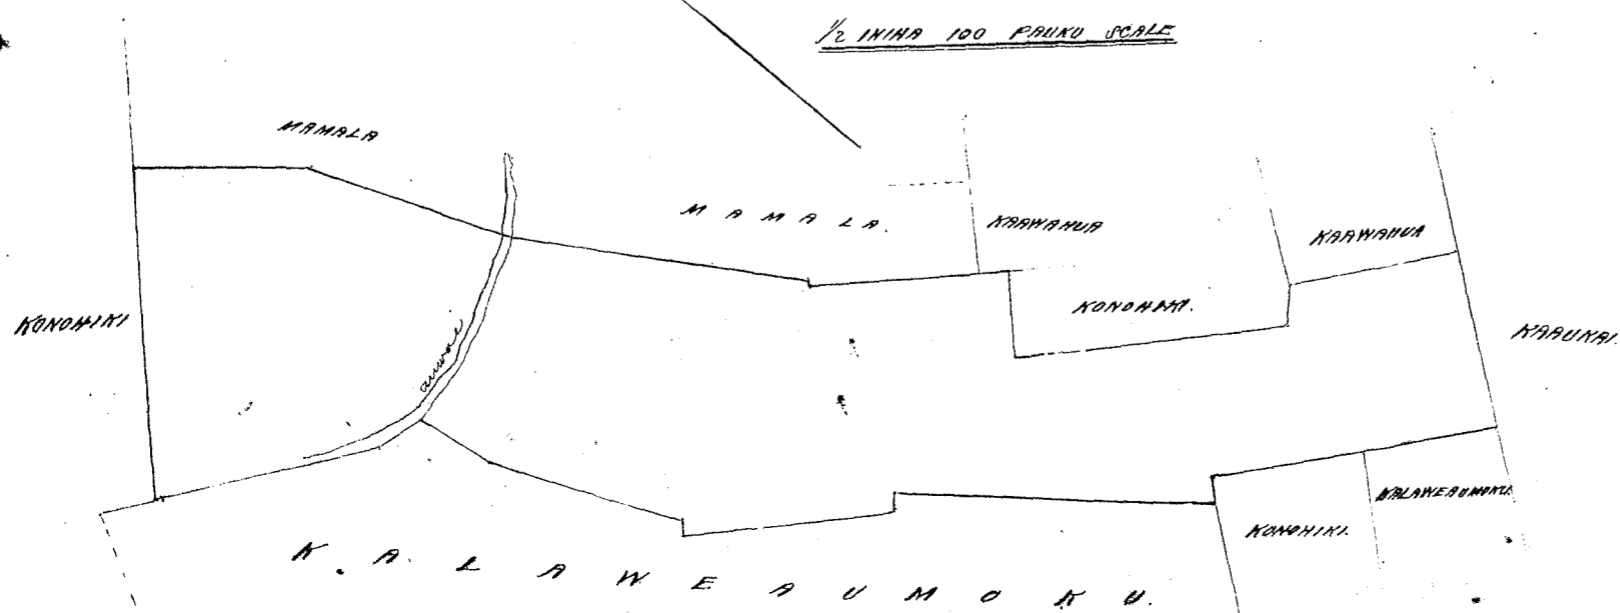 1/2 INIHA 100 PAUKU SCALE
MAMALA
MAMALA.
KAAWAHUA
KAAWAHUA
KONOHIKI
auwai
KONOHIKI.
KAAUKAI.
KALAWEAUMOKU.
KONOHIKI.
KALAWEAUMOKU.